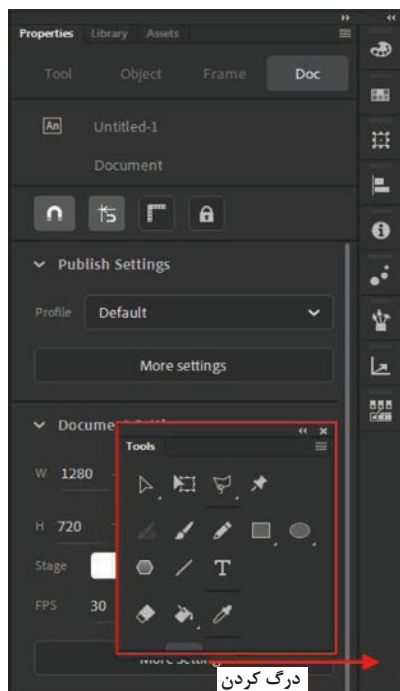 Properties Library Assets
Tool Object Frame Doc
An Untitled-1
Document
Publish Settings
Profile Default
More settings
W 1280
H 720
Stage
FPS 30
Tools
T
درگ کردن